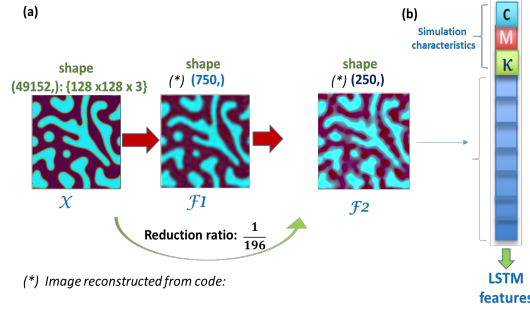 (a)
(b)
shape
(49152,): {128 x128 x 3}
shape
(*) (750,)
shape
(*) (250,)
Simulation
characteristics
C
M
K
X
F1
F2
Reduction ratio: 1/196
(*) Image reconstructed from code:
LSTM
features